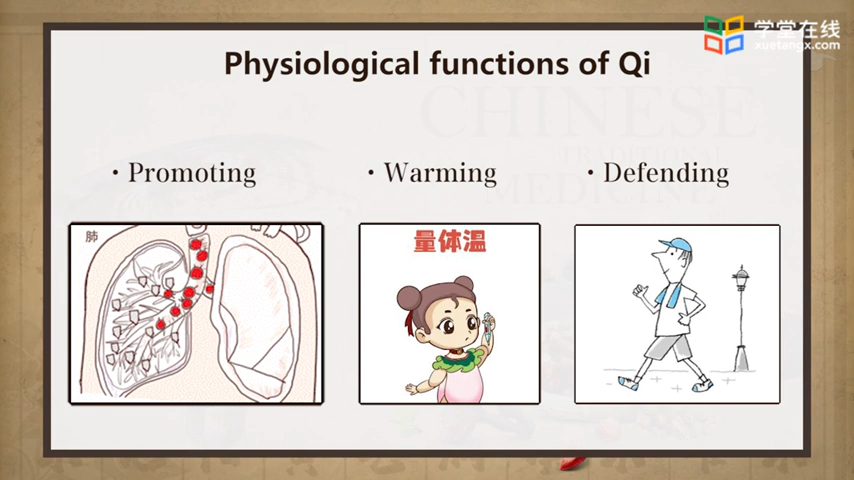 学堂在线
xuetangx.com
Physiological functions of Qi
CHINESE
TRADITIONAL
MEDICINE
· Promoting
· Warming
· Defending
肺
量体温